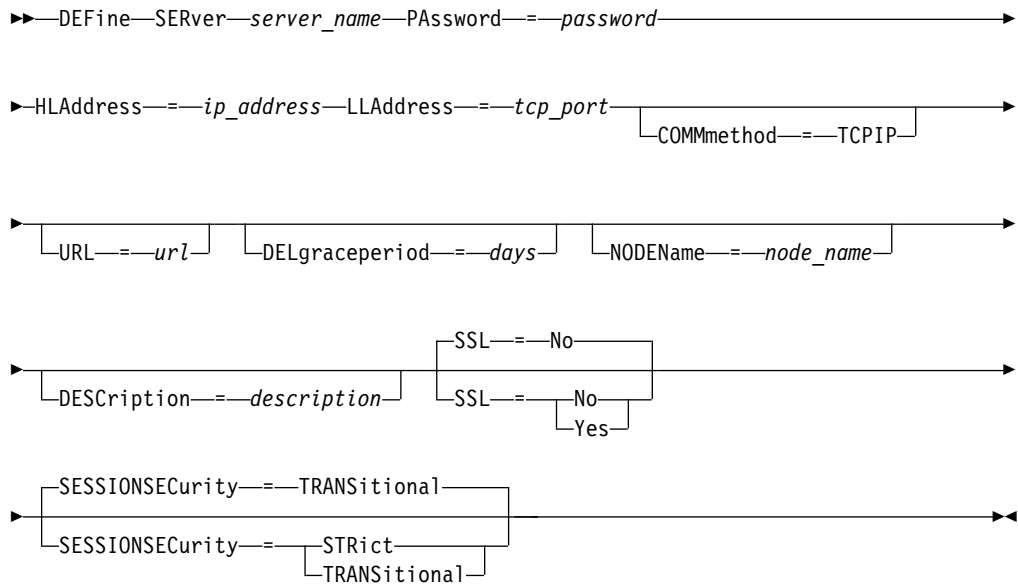 DEFine SERver server_name PAssword = password
HLAddress = ip_address LLAddress = tcp_port
COMMmethod = TCPIP
URL = url DELgraceperiod = days NODEName = node_name
SSL = No
DESCription = description SSL = No
Yes
SESSIONSECurity = TRANSitional
SESSIONSECurity = STRict
TRANSitional